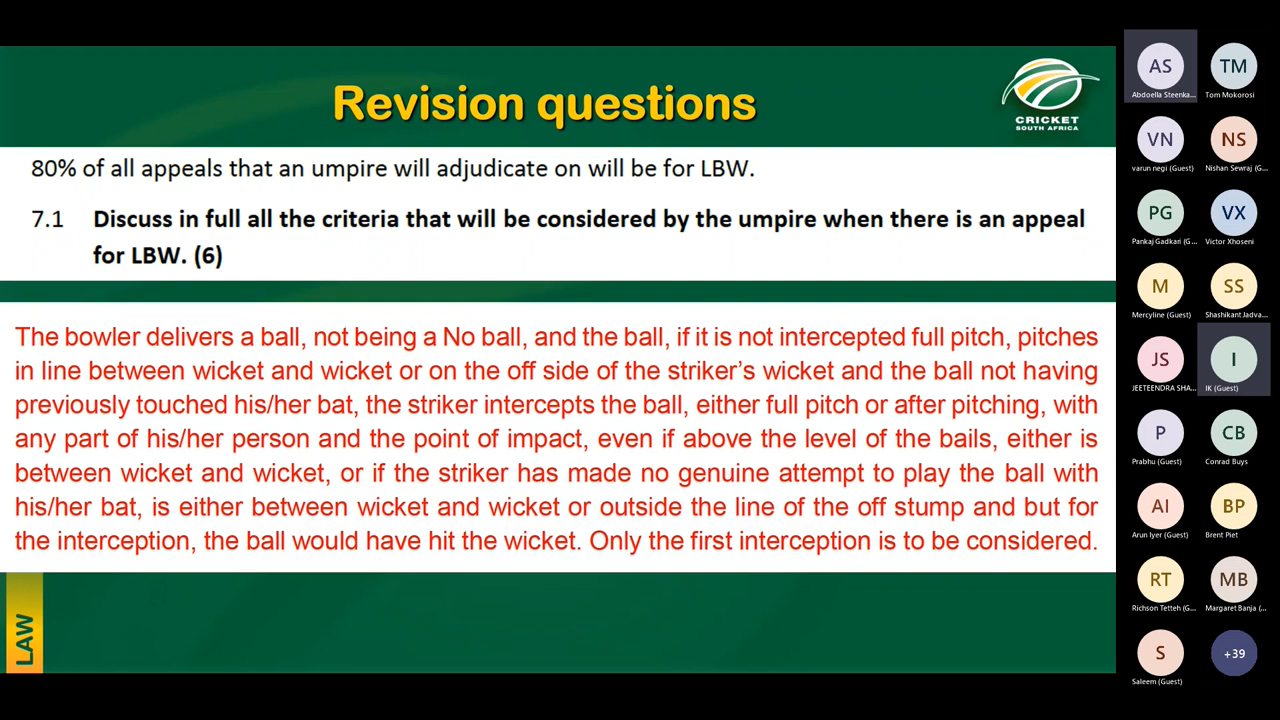 Revision questions
CRICKET
SOUTH AFRICA
80% of all appeals that an umpire will adjudicate on will be for LBW.
7.1 Discuss in full all the criteria that will be considered by the umpire when there is an appeal
for LBW. (6)
The bowler delivers a ball, not being a No ball, and the ball, if it is not intercepted full pitch, pitches
in line between wicket and wicket or on the off side of the striker's wicket and the ball not having
previously touched his/her bat, the striker intercepts the ball, either full pitch or after pitching, with
any part of his/her person and the point of impact, even if above the level of the bails, either is
between wicket and wicket, or if the striker has made no genuine attempt to play the ball with
his/her bat, is either between wicket and wicket or outside the line of the off stump and but for
the interception, the ball would have hit the wicket. Only the first interception is to be considered.
LAW
AS TM
Abdoella Steenka... Tom Mokorosi
VN NS
varun negi (Guest) Nishan Sewraj (G...
PG VX
Pankaj Gadkari (G... Victor Xhoseni
M SS
Mercyline (Guest) Shashikant Jadva...
JS I
JEETEENDRA SHA... IK (Guest)
P CB
Prabhu (Guest) Conrad Buys
AI BP
Arun Iyer (Guest) Brent Piet
RT MB
Richson Tetteh (G... Margaret Banja (...
S +39
Saleem (Guest)